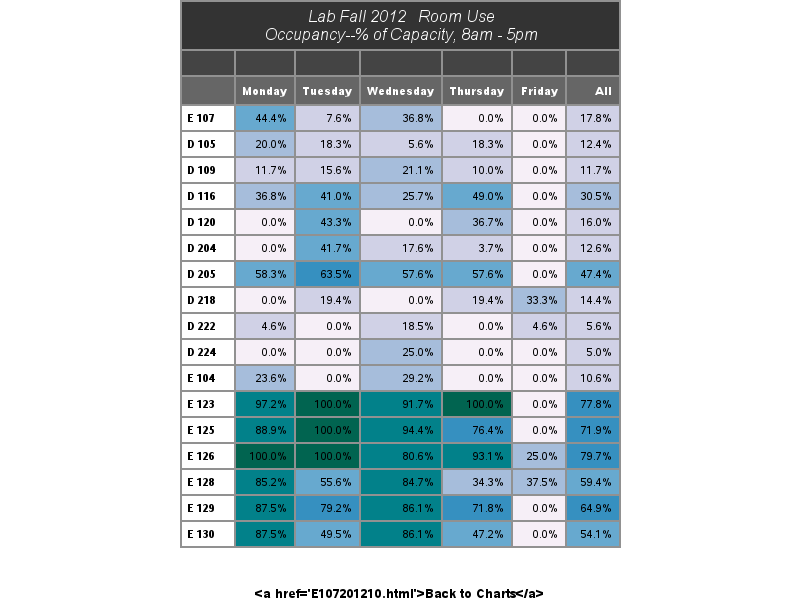 Lab Fall 2012 Room Use
Occupancy--% of Capacity, 8am - 5pm
Monday Tuesday Wednesday Thursday Friday All
E 107 44.4% 7.6% 36.8% 0.0% 0.0% 17.8%
D 105 20.0% 18.3% 5.6% 18.3% 0.0% 12.4%
D 109 11.7% 15.6% 21.1% 10.0% 0.0% 11.7%
D 116 36.8% 41.0% 25.7% 49.0% 0.0% 30.5%
D 120 0.0% 43.3% 0.0% 36.7% 0.0% 16.0%
D 204 0.0% 41.7% 17.6% 3.7% 0.0% 12.6%
D 205 58.3% 63.5% 57.6% 57.6% 0.0% 47.4%
D 218 0.0% 19.4% 0.0% 19.4% 33.3% 14.4%
D 222 4.6% 0.0% 18.5% 0.0% 4.6% 5.6%
D 224 0.0% 0.0% 25.0% 0.0% 0.0% 5.0%
E 104 23.6% 0.0% 29.2% 0.0% 0.0% 10.6%
E 123 97.2% 100.0% 91.7% 100.0% 0.0% 77.8%
E 125 88.9% 100.0% 94.4% 76.4% 0.0% 71.9%
E 126 100.0% 100.0% 80.6% 93.1% 25.0% 79.7%
E 128 85.2% 55.6% 84.7% 34.3% 37.5% 59.4%
E 129 87.5% 79.2% 86.1% 71.8% 0.0% 64.9%
E 130 87.5% 49.5% 86.1% 47.2% 0.0% 54.1%
<a href='E107201210.html'>Back to Charts</a>